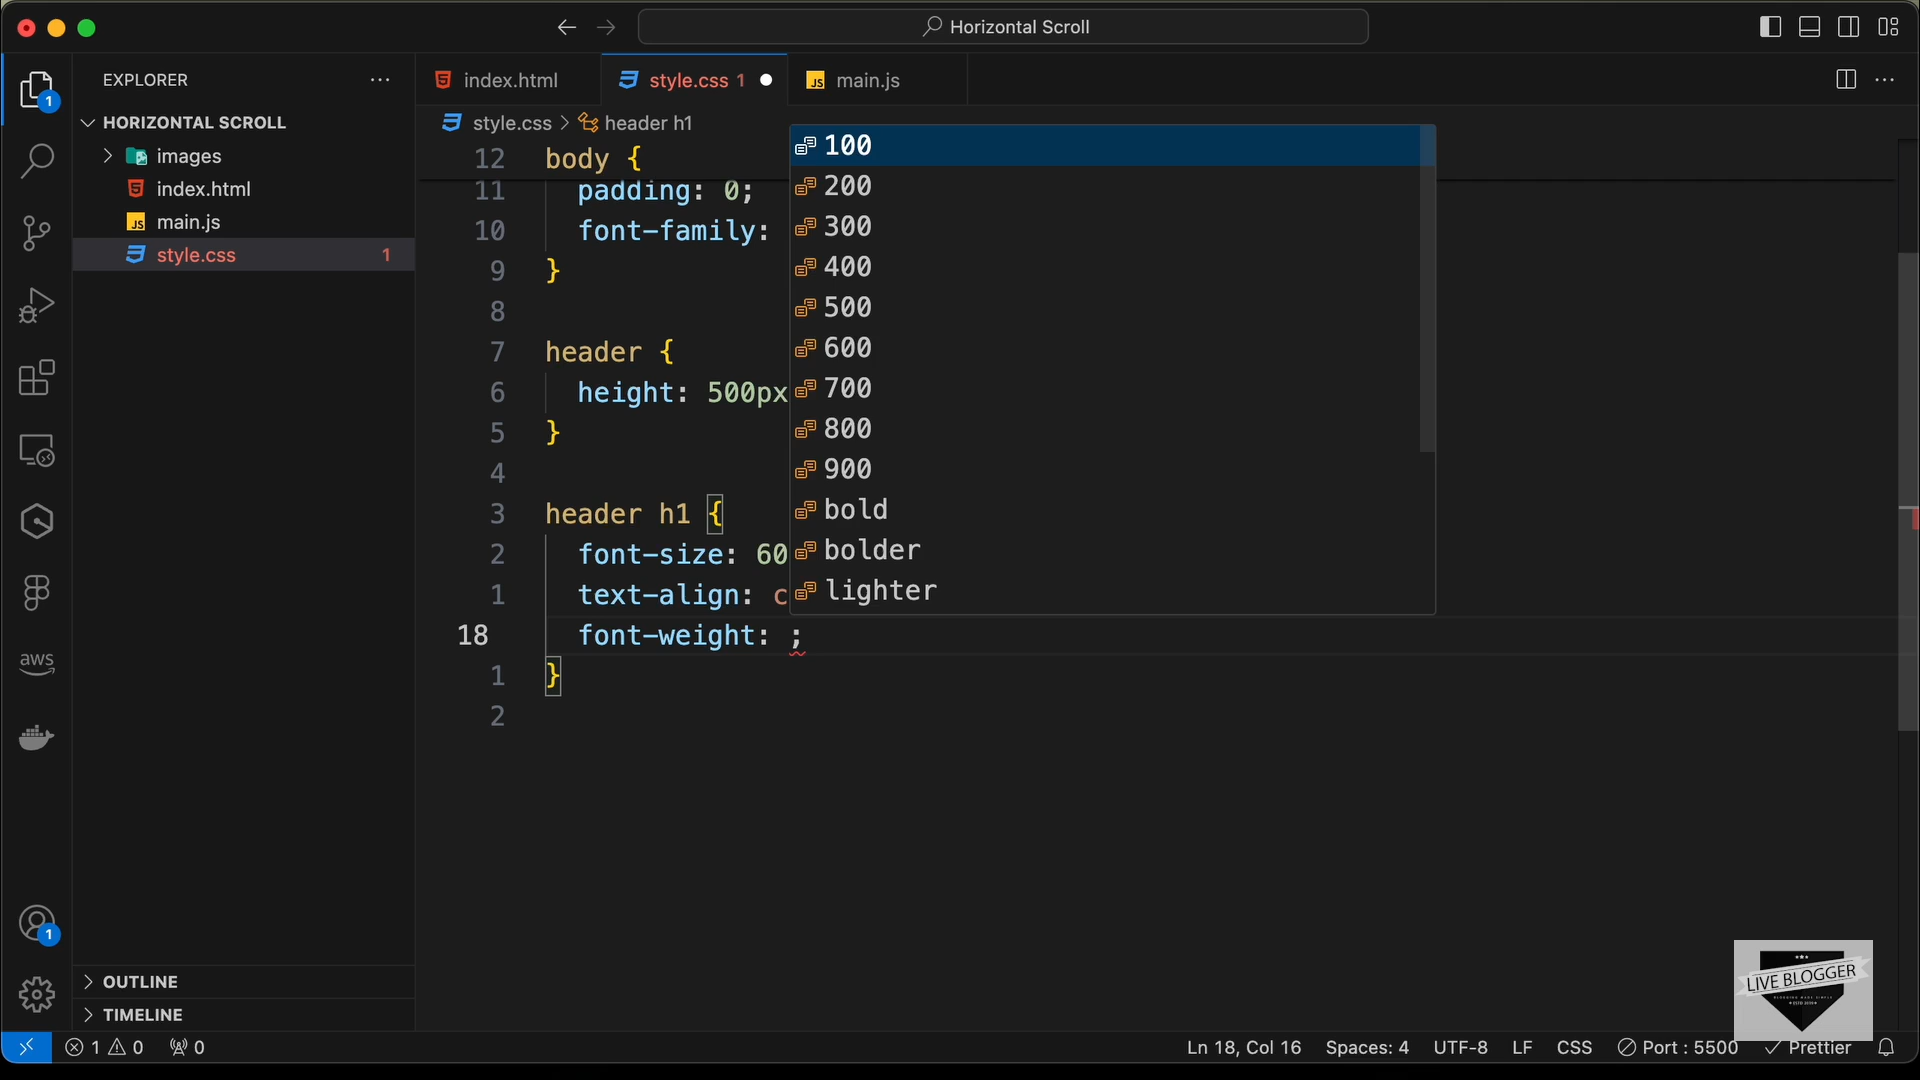 Horizontal Scroll
EXPLORER
HORIZONTAL SCROLL
images
index.html
main.js
style.css 1
OUTLINE
TIMELINE
1
aws
1
index.html
style.css 1
main.js
style.css > header h1
12 body {
11 padding: 0;
10 font-family:
9 }
8
7 header {
6 height: 500px
5 }
4
3 header h1 {
2 font-size: 60
1 text-align: c
18 font-weight: ;
1 }
2
100
200
300
400
500
600
700
800
900
bold
bolder
lighter
LIVE BLOGGER
1 0 0
Ln 18, Col 16 Spaces: 4 UTF-8 LF CSS Port : 5500 Prettier